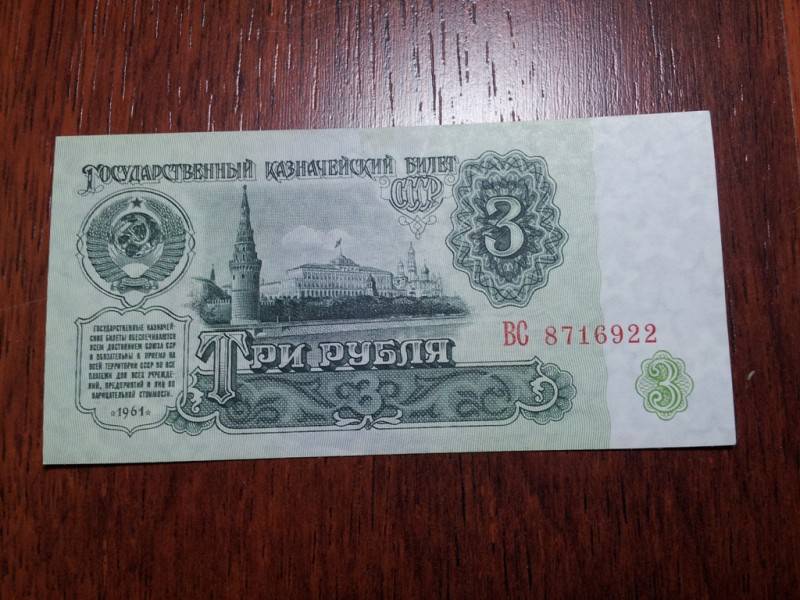 Государственный казначейский билет
СССР
3
Государственные казначей-
ские билеты обеспечиваются
всем достоянием Союза ССР
и обязательны к приему на
всей территории СССР во все
платежи для всех учрежде-
ний, предприятий и лиц по
нарицательной стоимости.
1961
Три рубля
3
ВС 8716922
3